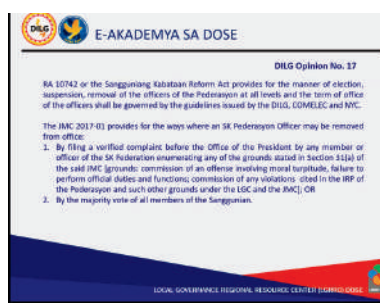 DILG
E-AKADEMYA SA DOSE
DILG Opinion No. 17
RA 10742 or the Sangguniang Kabataan Reform Act provides for the manner of election,
suspension, removal of the officers of the Pederasyon at all levels and the term of office
of the officers shall be governed by the guidelines issued by the DILG, COMELEC and NYC.
The JMC 2017-01 provides for the ways where an SK Pederasyon Officer may be removed
from office:
1. By filing a verified complaint before the Office of the President by any member or
officer of the SK Federation enumerating any of the grounds stated in Section 31(a) of
the said JMC [grounds: commission of an offense involving moral turpitude, failure to
perform official duties and functions; commission of any violations cited in the IRP of
the Pederasyon and such other grounds under the LGC and the JMC]; OR
2. By the majority vote of all members of the Sanggunian.
LOCAL GOVERNANCE REGIONAL RESOURCE CENTER (LGRRC) DOSE